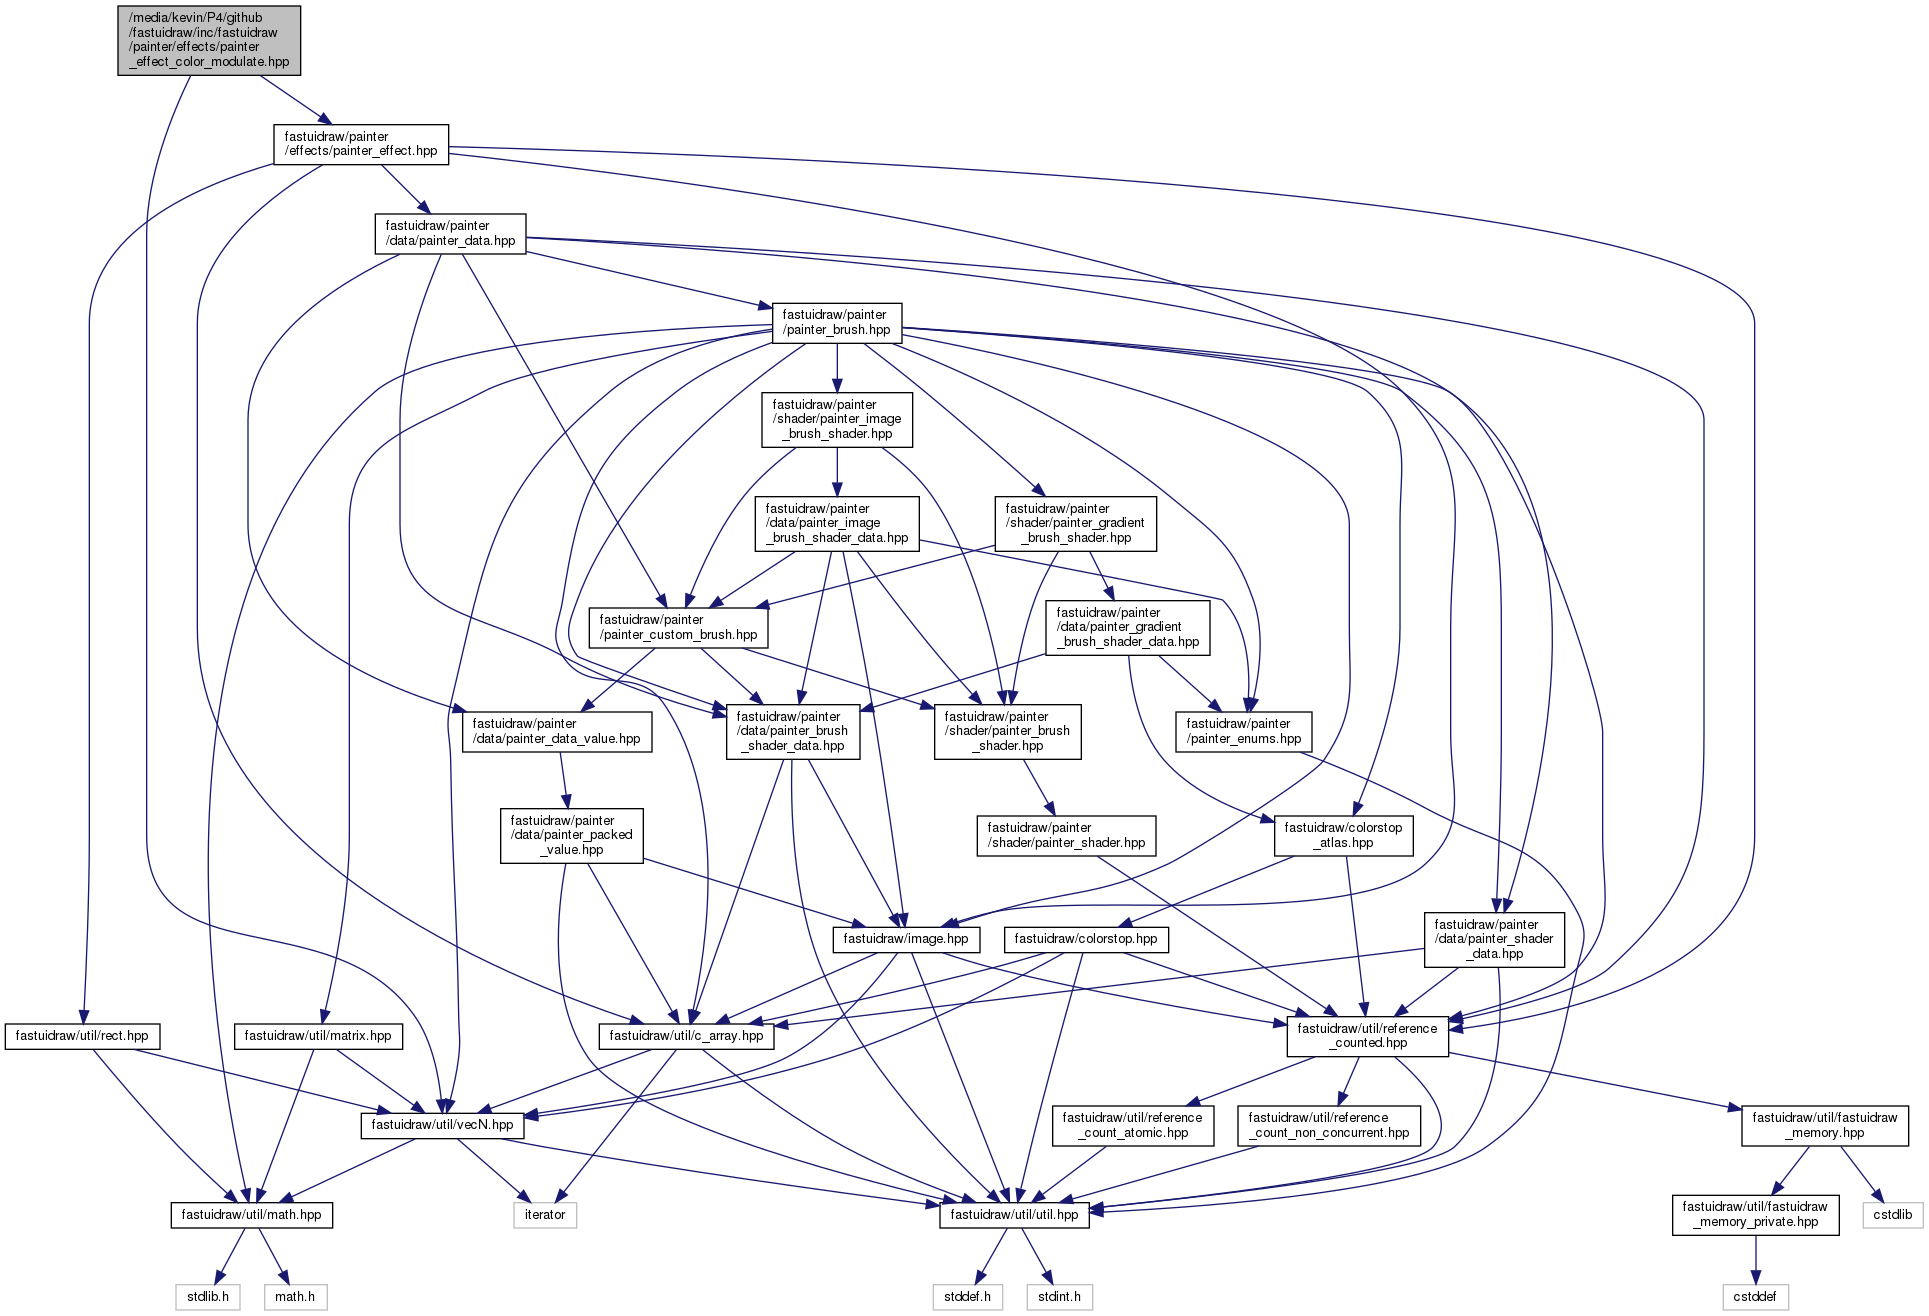 /media/kevin/P4/github
/fastuidraw/inc/fastuidraw
/painter/effects/painter
_effect_color_modulate.hpp
fastuidraw/painter
/effects/painter_effect.hpp
fastuidraw/painter
/data/painter_data.hpp
fastuidraw/painter
/painter_brush.hpp
fastuidraw/painter
/shader/painter_image
_brush_shader.hpp
fastuidraw/painter
/data/painter_image
_brush_shader_data.hpp
fastuidraw/painter
/shader/painter_gradient
_brush_shader.hpp
fastuidraw/painter
/painter_custom_brush.hpp
fastuidraw/painter
/data/painter_gradient
_brush_shader_data.hpp
fastuidraw/painter
/data/painter_data_value.hpp
fastuidraw/painter
/data/painter_brush
_shader_data.hpp
fastuidraw/painter
/shader/painter_brush
_shader.hpp
fastuidraw/painter
/painter_enums.hpp
fastuidraw/painter
/data/painter_packed
_value.hpp
fastuidraw/painter
/shader/painter_shader.hpp
fastuidraw/colorstop
_atlas.hpp
fastuidraw/image.hpp
fastuidraw/colorstop.hpp
fastuidraw/painter
/data/painter_shader
_data.hpp
fastuidraw/util/rect.hpp
fastuidraw/util/matrix.hpp
fastuidraw/util/c_array.hpp
fastuidraw/util/reference
_counted.hpp
fastuidraw/util/vecN.hpp
fastuidraw/util/reference
_count_atomic.hpp
fastuidraw/util/reference
_count_non_concurrent.hpp
fastuidraw/util/fastuidraw
_memory.hpp
fastuidraw/util/math.hpp
iterator
fastuidraw/util/util.hpp
fastuidraw/util/fastuidraw
_memory_private.hpp
cstdlib
stdlib.h
math.h
stddef.h
stdint.h
cstddef